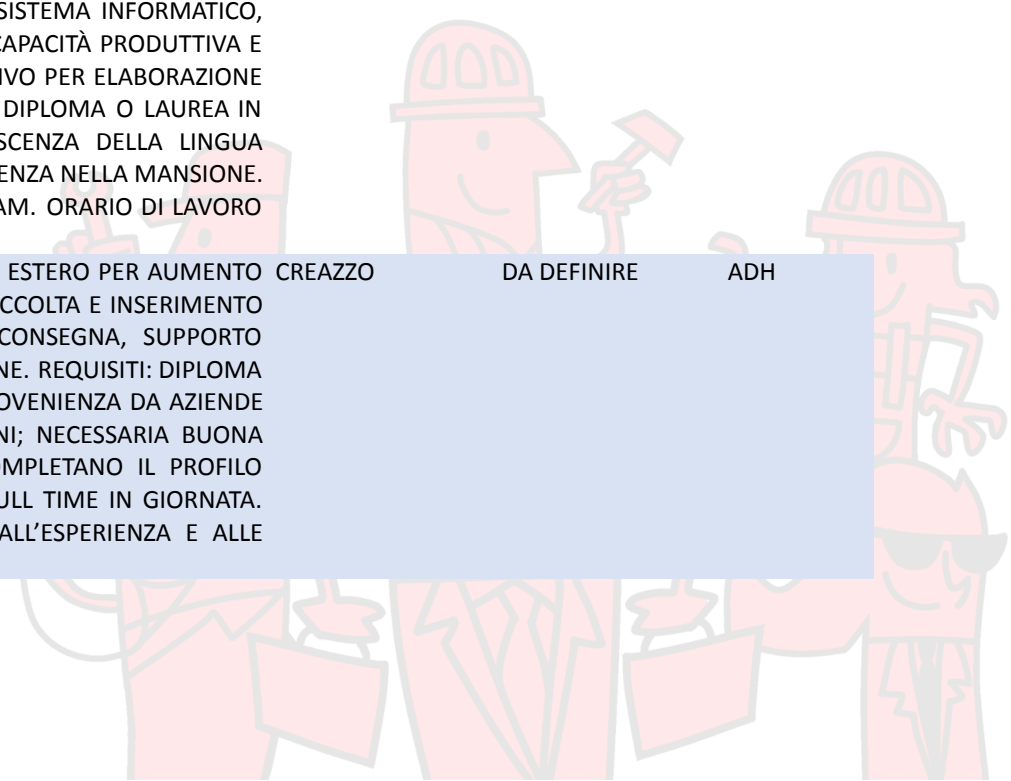 SISTEMA INFORMATICO,
CAPACITÀ PRODUTTIVA E
IVO PER ELABORAZIONE
DIPLOMA O LAUREA IN
SCENZA DELLA LINGUA
ENZA NELLA MANSIONE.
AM. ORARIO DI LAVORO
ESTERO PER AUMENTO CREAZZO DA DEFINIRE ADH
CCOLTA E INSERIMENTO
CONSEGNA, SUPPORTO
NE. REQUISITI: DIPLOMA
OVENIENZA DA AZIENDE
NI; NECESSARIA BUONA
OMPLETANO IL PROFILO
ULL TIME IN GIORNATA.
ALL'ESPERIENZA E ALLE